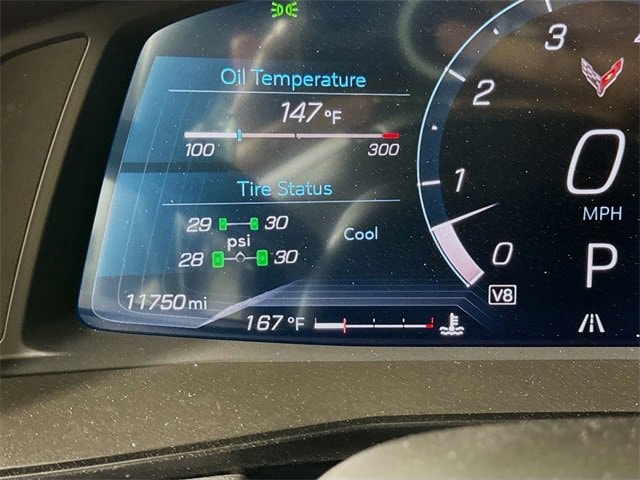 Oil Temperature
147 °F
100 300
Tire Status
29 30
psi
Cool
28 30
11750 mi
167 °F
3
2
1
0
0
MPH
P
V8